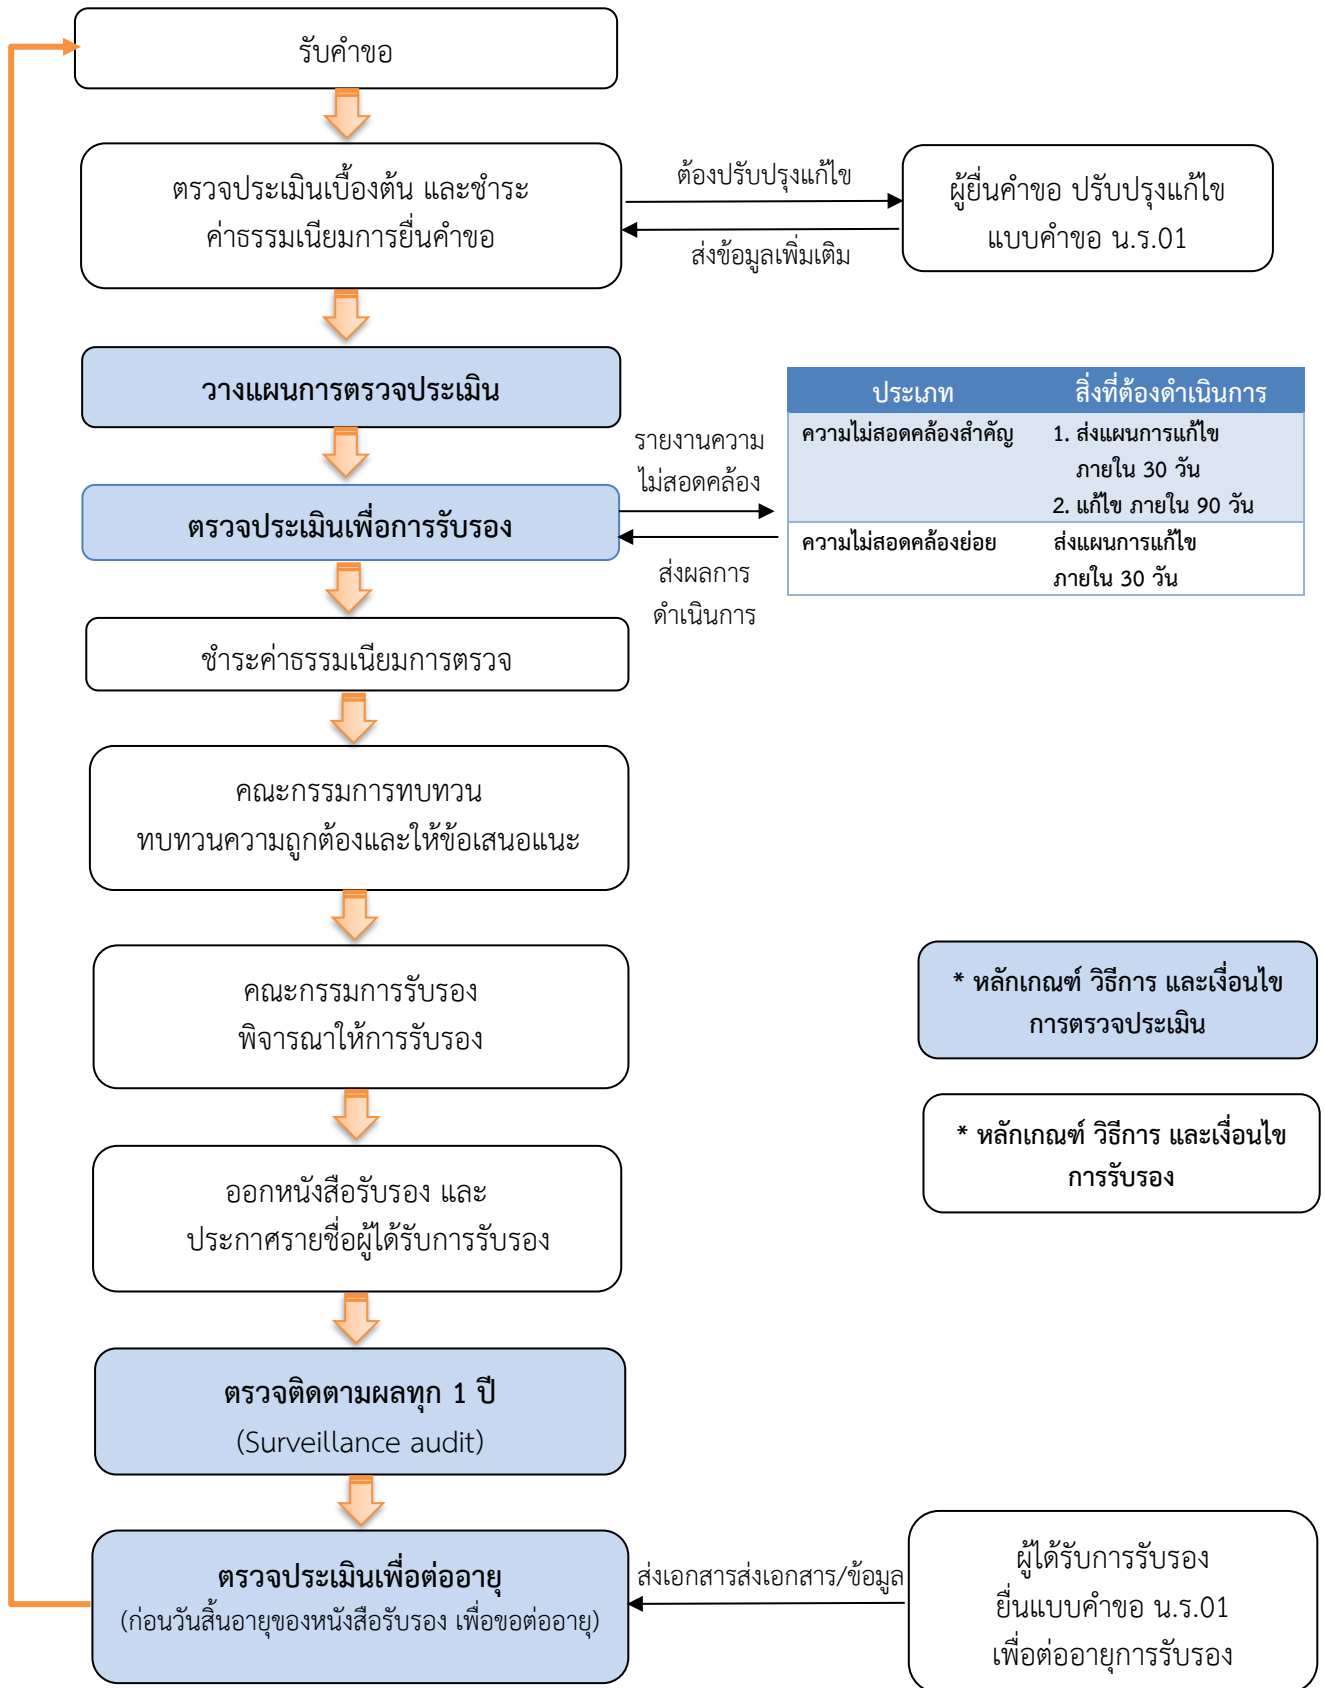 รับคำขอ
ตรวจประเมินเบื้องต้น และชำระ
ค่าธรรมเนียมการยื่นคำขอ
ต้องปรับปรุงแก้ไข
ส่งข้อมูลเพิ่มเติม
ผู้ยื่นคำขอ ปรับปรุงแก้ไข
แบบคำขอ น.ร.01
วางแผนการตรวจประเมิน
ตรวจประเมินเพื่อการรับรอง
รายงานความ
ไม่สอดคล้อง
ส่งผลการ
ดำเนินการ
ประเภท สิ่งที่ต้องดำเนินการ
ความไม่สอดคล้องสำคัญ 1. ส่งแผนการแก้ไข
ภายใน 30 วัน
2. แก้ไข ภายใน 90 วัน
ความไม่สอดคล้องย่อย ส่งแผนการแก้ไข
ภายใน 30 วัน
ชำระค่าธรรมเนียมการตรวจ
คณะกรรมการทบทวน
ทบทวนความถูกต้องและให้ข้อเสนอแนะ
คณะกรรมการรับรอง
พิจารณาให้การรับรอง
* หลักเกณฑ์ วิธีการ และเงื่อนไข
การตรวจประเมิน
* หลักเกณฑ์ วิธีการ และเงื่อนไข
การรับรอง
ออกหนังสือรับรอง และ
ประกาศรายชื่อผู้ได้รับการรับรอง
ตรวจติดตามผลทุก 1 ปี
(Surveillance audit)
ตรวจประเมินเพื่อต่ออายุ
(ก่อนวันสิ้นอายุของหนังสือรับรอง เพื่อขอต่ออายุ)
ส่งเอกสารส่งเอกสาร/ข้อมูล
ผู้ได้รับการรับรอง
ยื่นแบบคำขอ น.ร.01
เพื่อต่ออายุการรับรอง